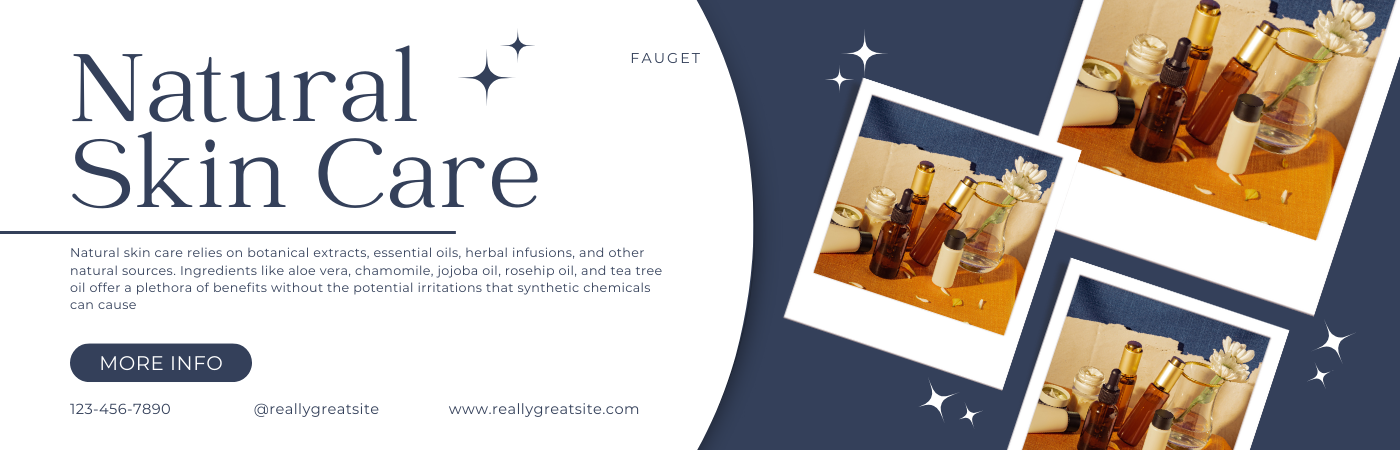 Natural
Skin Care
FAUGET
Natural skin care relies on botanical extracts, essential oils, herbal infusions, and other
natural sources. Ingredients like aloe vera, chamomile, jojoba oil, rosehip oil, and tea tree
oil offer a plethora of benefits without the potential irritations that synthetic chemicals
can cause
MORE INFO
123-456-7890 @reallygreatsite www.reallygreatsite.com